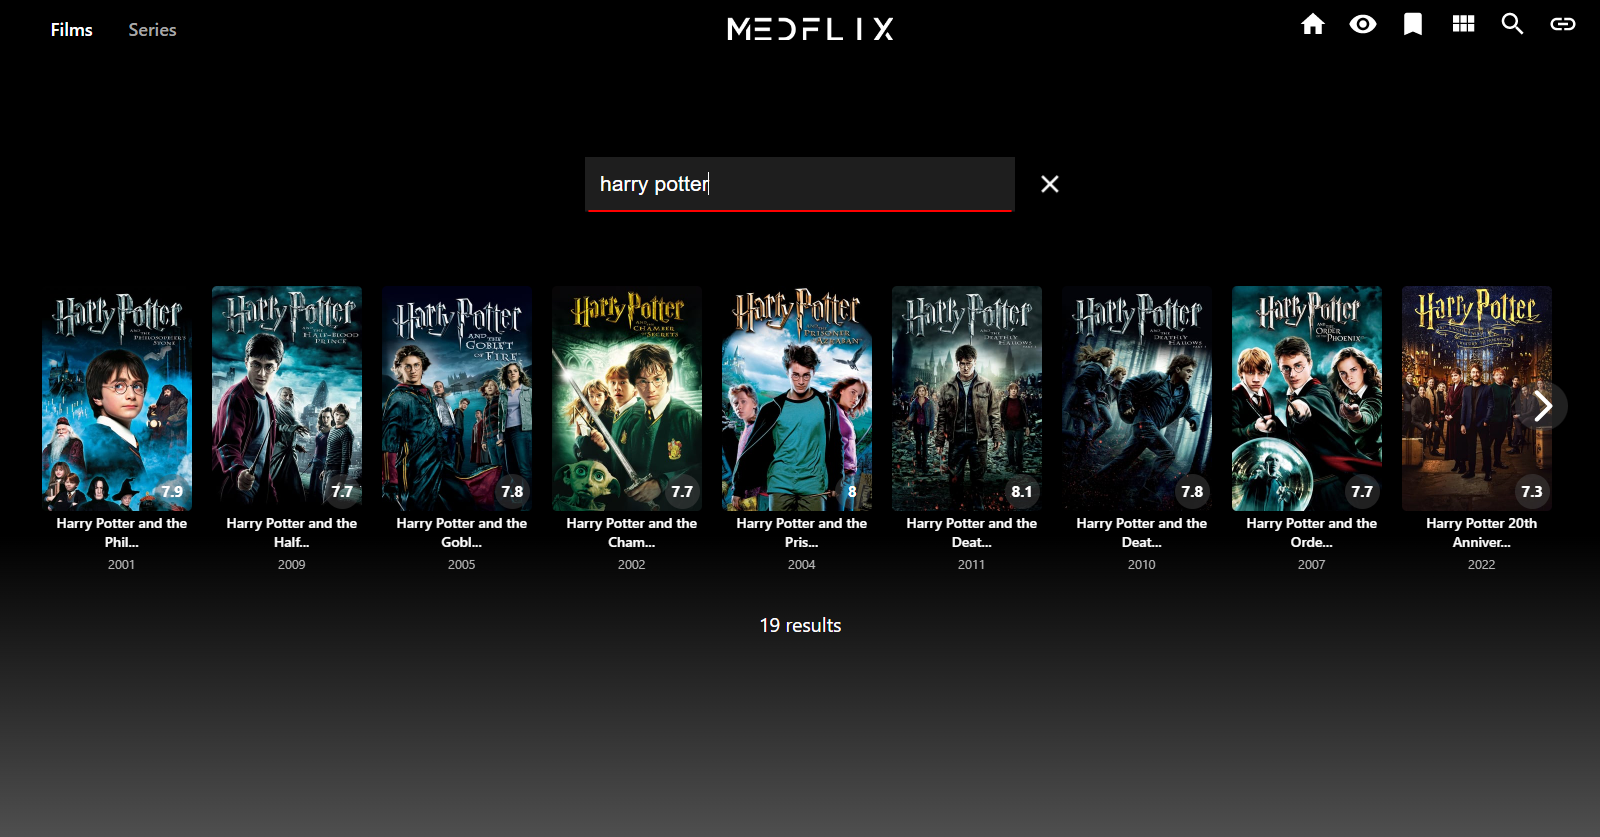 Films
Series
MEDFLIX
harry potter
Harry Potter
AND THE
PHILOSOPHER'S
STONE
7.9
Harry Potter and the
Phil...
2001
Harry Potter
AND THE
HALF-BLOOD
PRINCE
7.7
Harry Potter and the
Half...
2009
Harry Potter
AND THE
GOBLET
OF FIRE
7.8
Harry Potter and the
Gobl...
2005
Harry Potter
AND THE
CHAMBER
OF SECRETS
7.7
Harry Potter and the
Cham...
2002
Harry Potter
AND THE
PRISONER
OF AZKABAN
8
Harry Potter and the
Pris...
2004
Harry Potter
AND THE
DEATHLY
HALLOWS
8.1
Harry Potter and the
Deat...
2011
Harry Potter
AND THE
DEATHLY
HALLOWS
7.8
Harry Potter and the
Deat...
2010
Harry Potter
AND THE
ORDER
OF THE
PHOENIX
7.7
Harry Potter and the
Orde...
2007
Harry Potter
RETURN TO HOGWARTS
7.3
Harry Potter 20th
Anniver...
2022
19 results